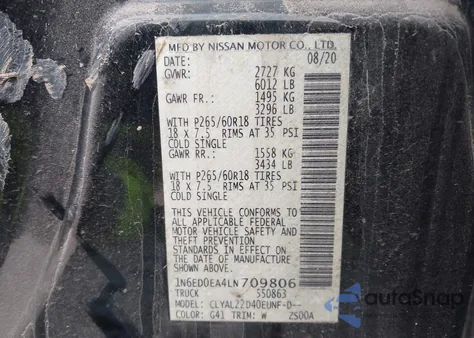 MFD BY NISSAN MOTOR CO., LTD.
DATE: 08/20
GVWR: 2727 KG
6012 LB
GAWR FR.: 1495 KG
3296 LB
WITH P265/60R18 TIRES
18 X 7.5 RIMS AT 35 PSI
COLD SINGLE
GAWR RR.: 1558 KG
3434 LB
WITH P265/60R18 TIRES
18 X 7.5 RIMS AT 35 PSI
COLD SINGLE
THIS VEHICLE CONFORMS TO
ALL APPLICABLE FEDERAL
MOTOR VEHICLE SAFETY
AND THEFT PREVENTION
STANDARDS IN EFFECT ON
THE DATE OF MANUFACTURE
SHOWN ABOVE.
1N6ED0EA4LN709806
TRUCK 550863
MODEL: CLYAL22D40EUNF-D--
COLOR: G41 TRIM: W ZS00A
autoSnap